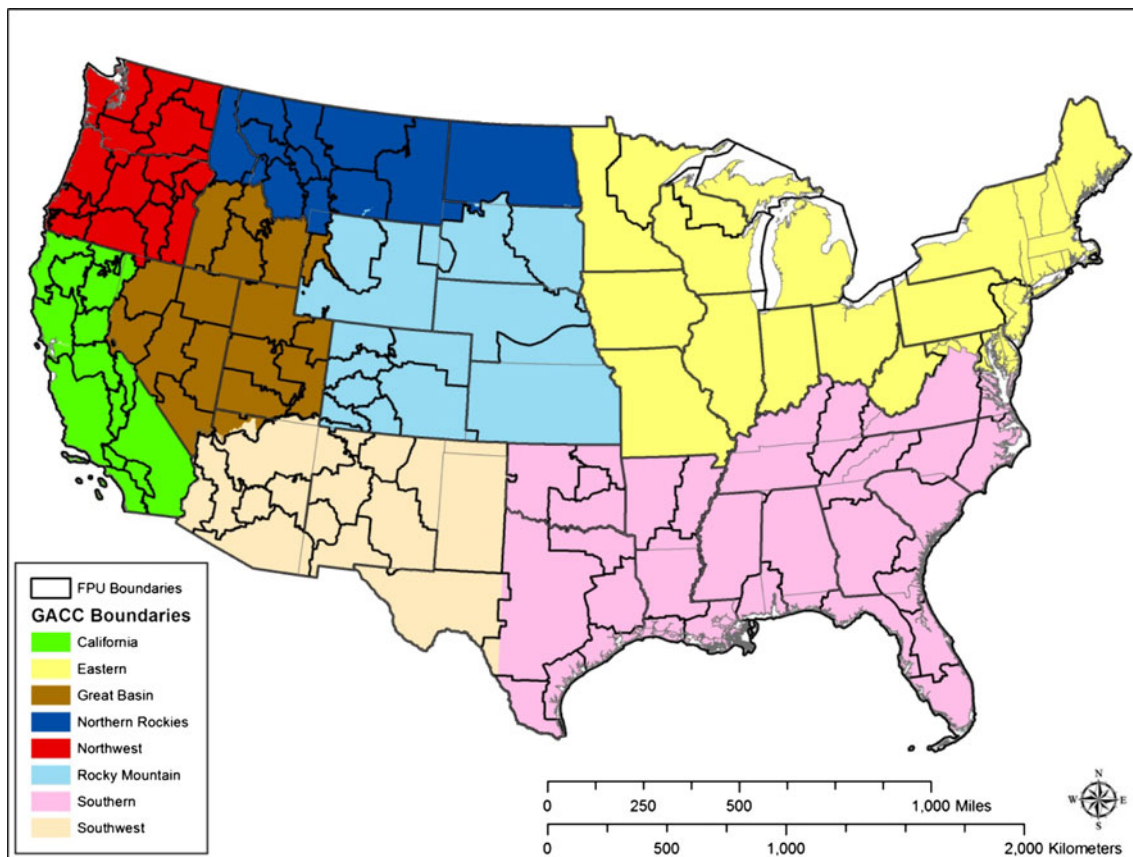 FPU Boundaries
GACC Boundaries
California
Eastern
Great Basin
Northern Rockies
Northwest
Rocky Mountain
Southern
Southwest
0 250 500 1,000 Miles
0 500 1,000 2,000 Kilometers
N
W E
S